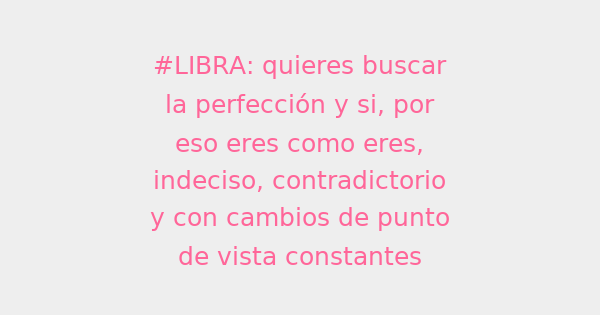 #LIBRA: quieres buscar
la perfección y si, por
eso eres como eres,
indeciso, contradictorio
y con cambios de punto
de vista constantes